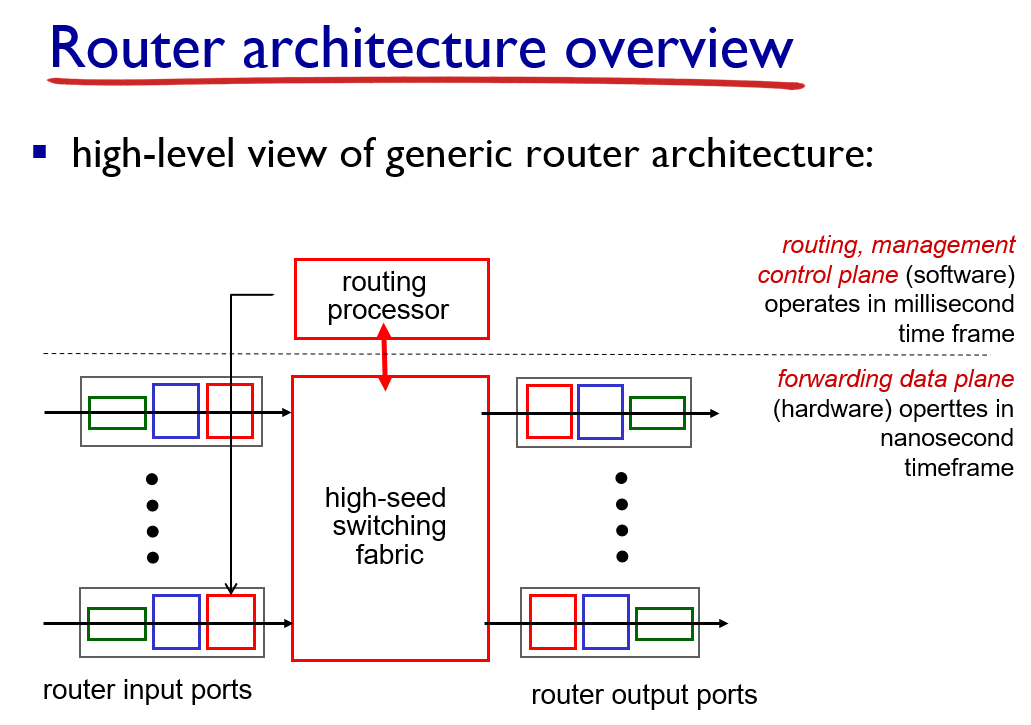 Router architecture overview
▪ high-level view of generic router architecture:
routing, management
control plane (software)
operates in millisecond
time frame
routing
processor
forwarding data plane
(hardware) operttes in
nanosecond
timeframe
high-seed
switching
fabric
router input ports
router output ports